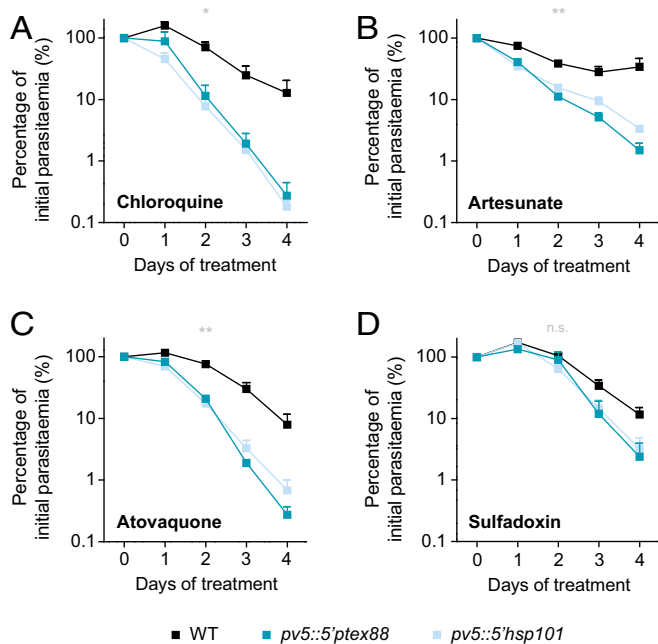 A
*
Percentage of
initial parasitaemia (%)
100
10
1
0.1
Chloroquine
0 1 2 3 4
Days of treatment
B
**
Percentage of
initial parasitaemia (%)
100
10
1
0.1
Artesunate
0 1 2 3 4
Days of treatment
C
**
Percentage of
initial parasitaemia (%)
100
10
1
0.1
Atovaquone
0 1 2 3 4
Days of treatment
D
n.s.
Percentage of
initial parasitaemia (%)
100
10
1
0.1
Sulfadoxin
0 1 2 3 4
Days of treatment
WT pv5::5'ptex88 pv5::5'hsp101